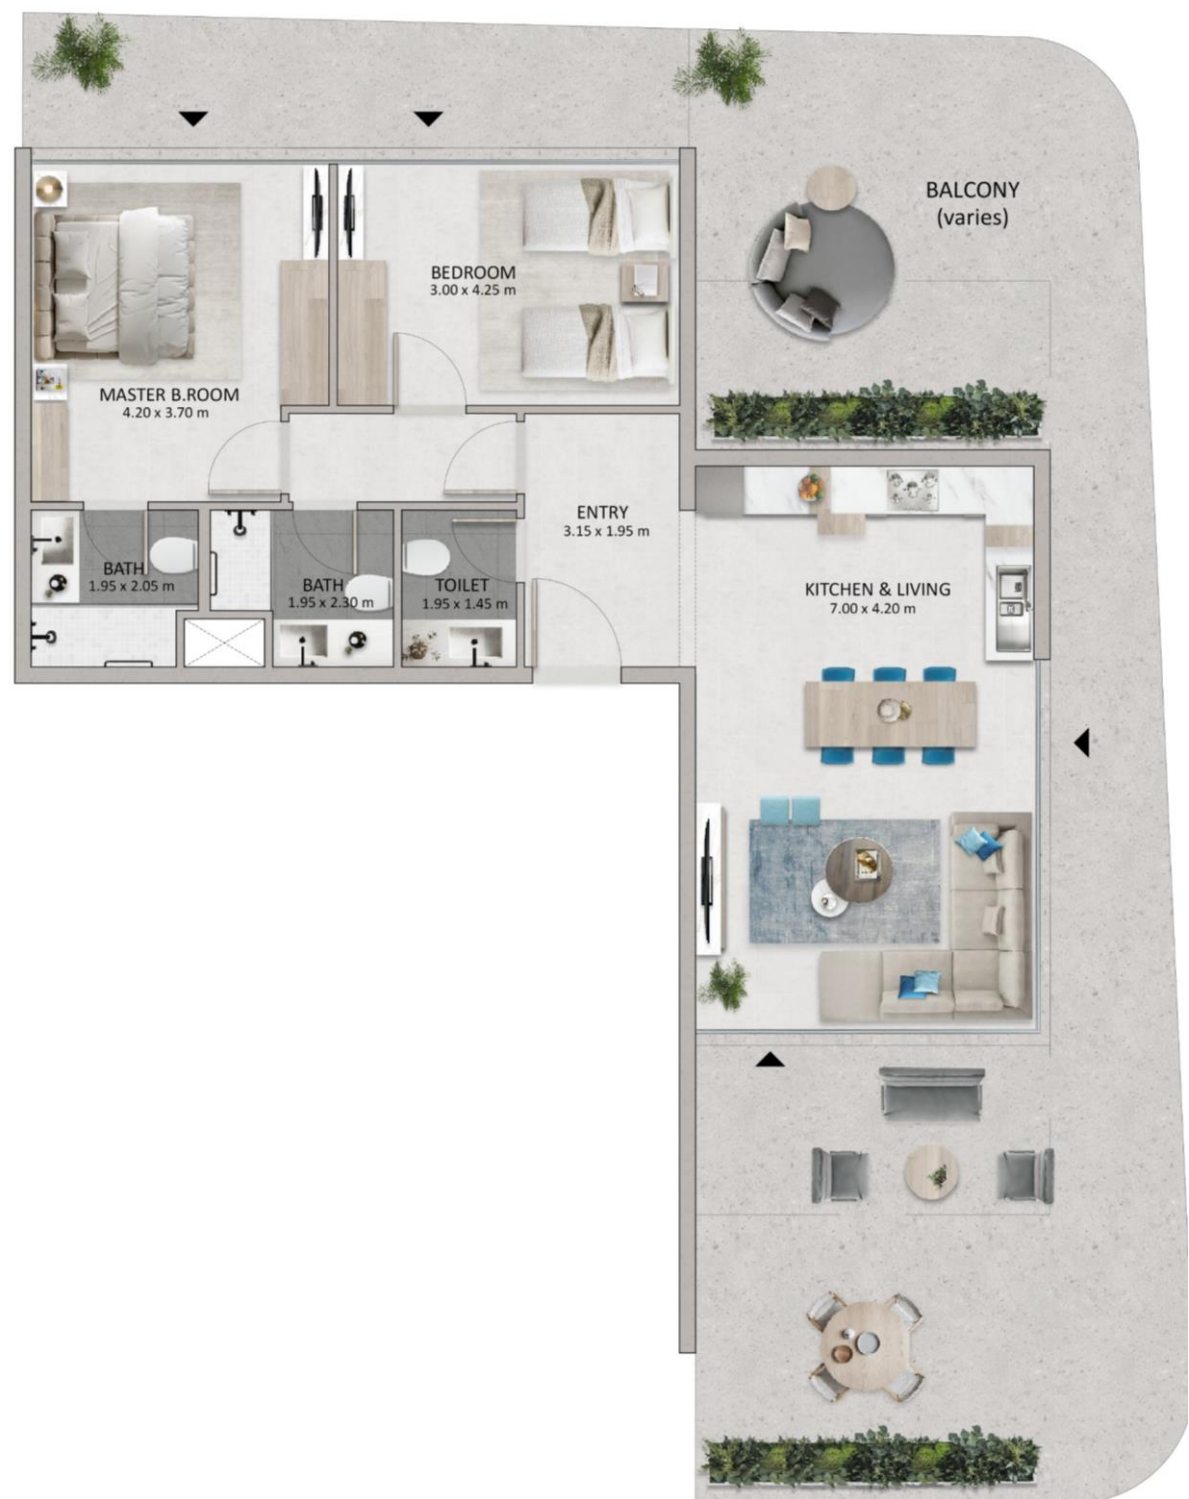 BALCONY
(varies)
BEDROOM
3.00 x 4.25 m
MASTER B.ROOM
4.20 x 3.70 m
ENTRY
3.15 x 1.95 m
BATH
1.95 x 2.05 m
BATH
1.95 x 2.30 m
TOILET
1.95 x 1.45 m
KITCHEN & LIVING
7.00 x 4.20 m